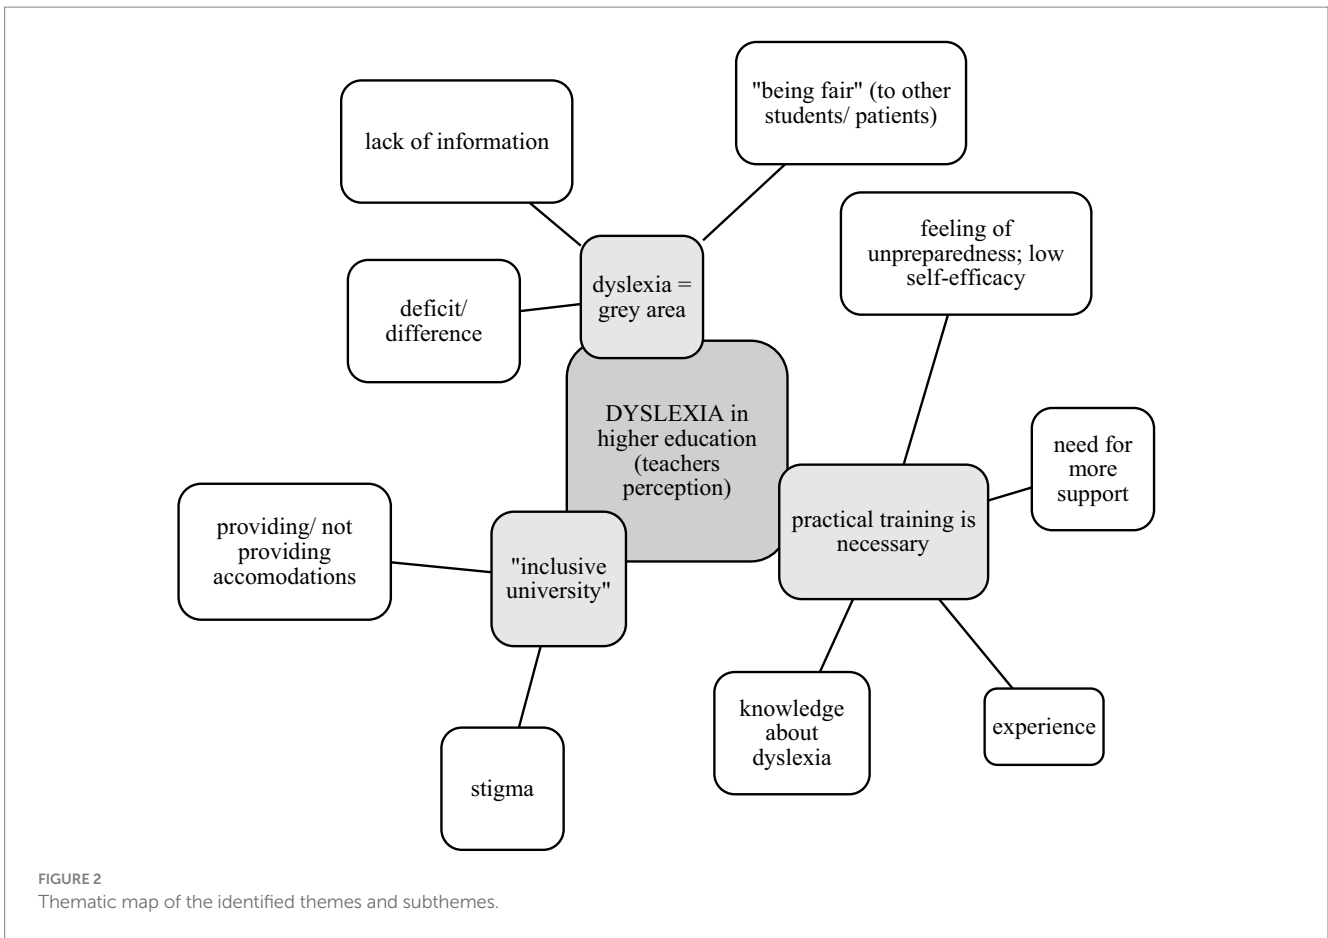 "being fair" (to other
students/ patients)
lack of information
feeling of
unpreparedness; low
self-efficacy
dyslexia =
grey area
deficit/
difference
DYSLEXIA in
higher education
(teachers
perception)
need for
more
support
practical training is
necessary
providing/ not
providing
accomodations
"inclusive
university"
knowledge
about
dyslexia
experience
stigma
FIGURE 2
Thematic map of the identified themes and subthemes.